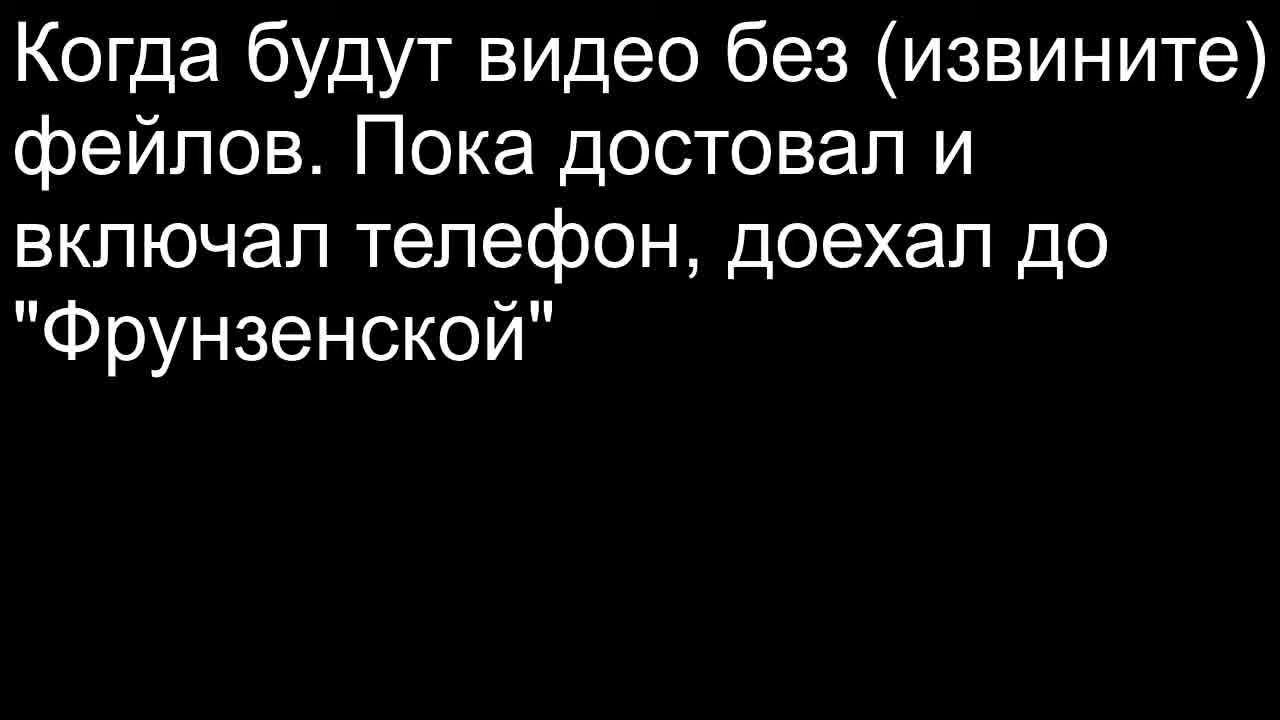 Когда будут видео без (извините)
фейлов. Пока достовал и
включал телефон, доехал до
"Фрунзенской"